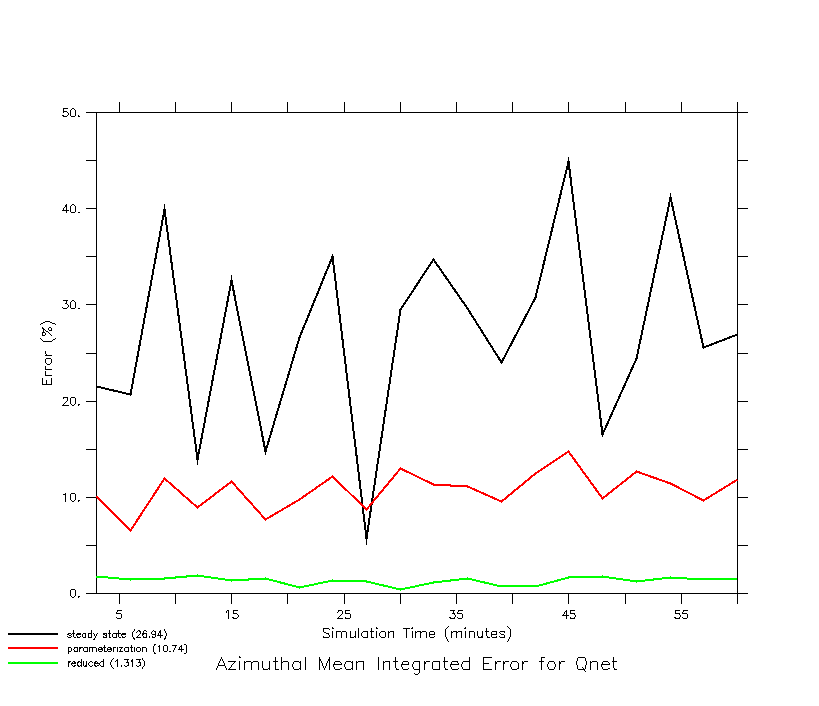 50.
40.
30.
20.
10.
0.
Error (%)
5 15 25 35 45 55
Simulation Time (minutes)
steady state (26.94)
parameterization (10.74)
reduced (1.313)
Azimuthal Mean Integrated Error for Qnet